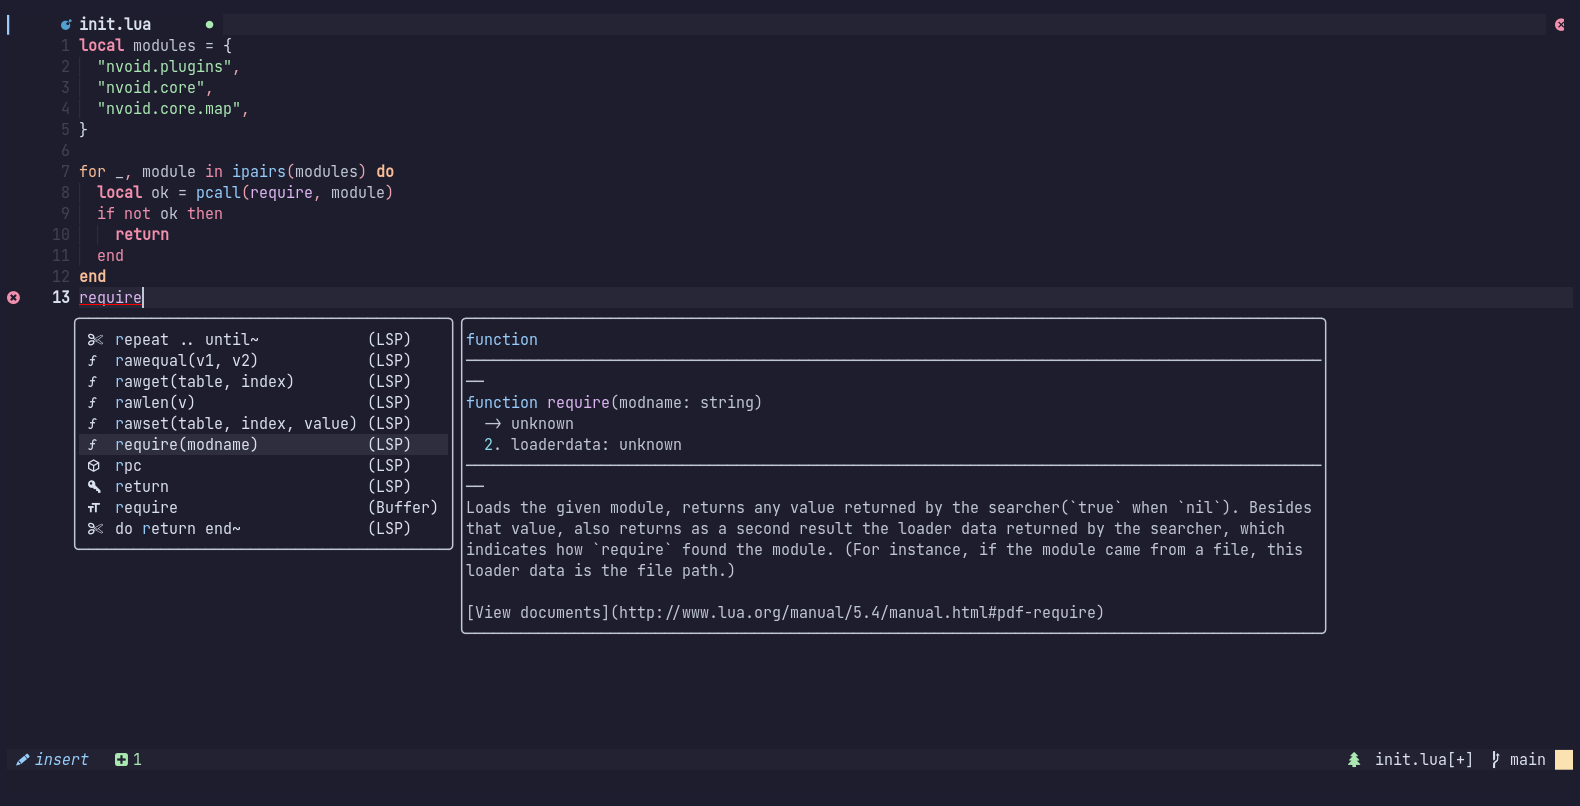 init.lua
1 local modules = {
2 "nvoid.plugins",
3 "nvoid.core",
4 "nvoid.core.map",
5 }
6
7 for _, module in ipairs(modules) do
8 local ok = pcall(require, module)
9 if not ok then
10 return
11 end
12 end
13 require
repeat .. until~ (LSP)
rawequal(v1, v2) (LSP)
rawget(table, index) (LSP)
rawlen(v) (LSP)
rawset(table, index, value) (LSP)
require(modname) (LSP)
rpc (LSP)
return (LSP)
require (Buffer)
do return end~ (LSP)
function
function require(modname: string)
-> unknown
2. loaderdata: unknown
Loads the given module, returns any value returned by the searcher(`true` when `nil`). Besides
that value, also returns as a second result the loader data returned by the searcher, which
indicates how `require` found the module. (For instance, if the module came from a file, this
loader data is the file path.)
[View documents](http://www.lua.org/manual/5.4/manual.html#pdf-require)
insert 1 init.lua[+] main